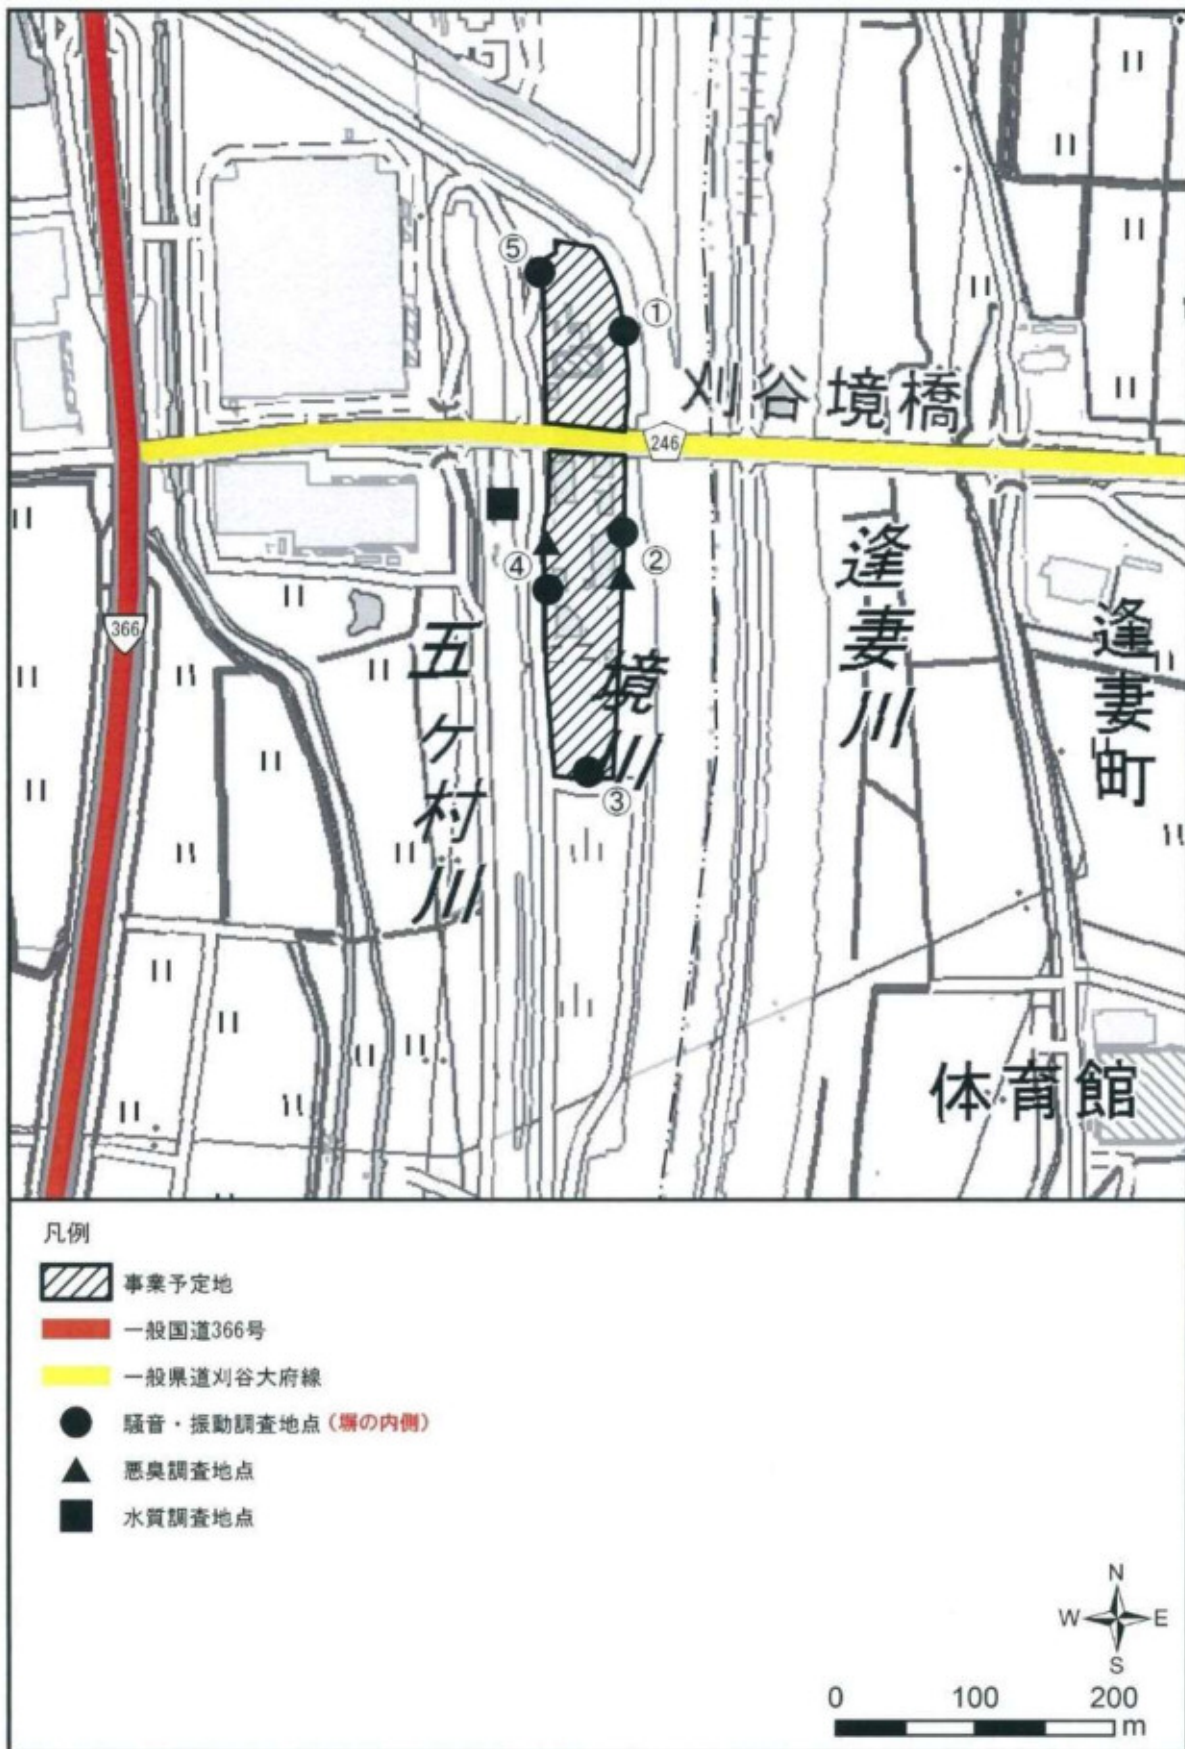 ⑤
①
刈谷境橋
246
②
④
逢妻川
366
逢妻町
五ケ村川
境川
③
体育館
凡例
事業予定地
一般国道366号
一般県道刈谷大府線
騒音・振動調査地点(塀の内側)
悪臭調査地点
水質調査地点
N
W E
S
0 100 200
m